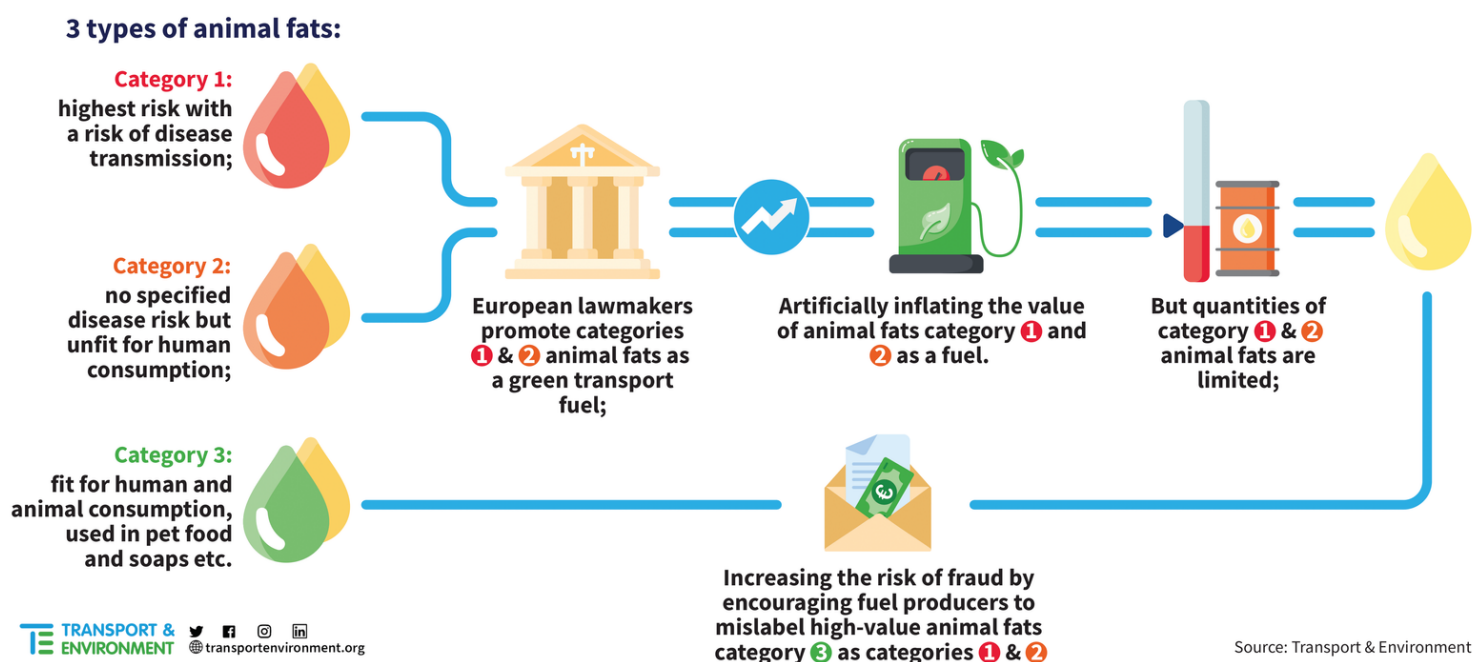 3 types of animal fats:
Category 1:
highest risk with
a risk of disease
transmission;
Category 2:
no specified
disease risk but
unfit for human
consumption;
Category 3:
fit for human and
animal consumption,
used in pet food
and soaps etc.
European lawmakers
promote categories
1 & 2 animal fats as
a green transport
fuel;
Artificially inflating the value
of animal fats category 1 and
2 as a fuel.
But quantities of
category 1 & 2
animal fats are
limited;
Increasing the risk of fraud by
encouraging fuel producers to
mislabel high-value animal fats
category 3 as categories 1 & 2
TE TRANSPORT &
ENVIRONMENT
transportenvironment.org
Source: Transport & Environment